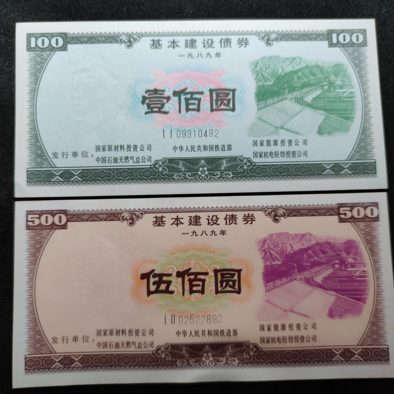 100 基本建设债券 100
一九八九年
壹佰圆
II 09310492
发行单位：
国家原材料投资公司 中华人民共和国铁道部 国家能源投资公司
中国石油天然气总公司 国家机电轻纺投资公司
500 基本建设债券 500
一九八九年
伍佰圆
02522892
发行单位：
国家原材料投资公司 中华人民共和国铁道部 国家能源投资公司
中国石油天然气总公司 国家机电轻纺投资公司